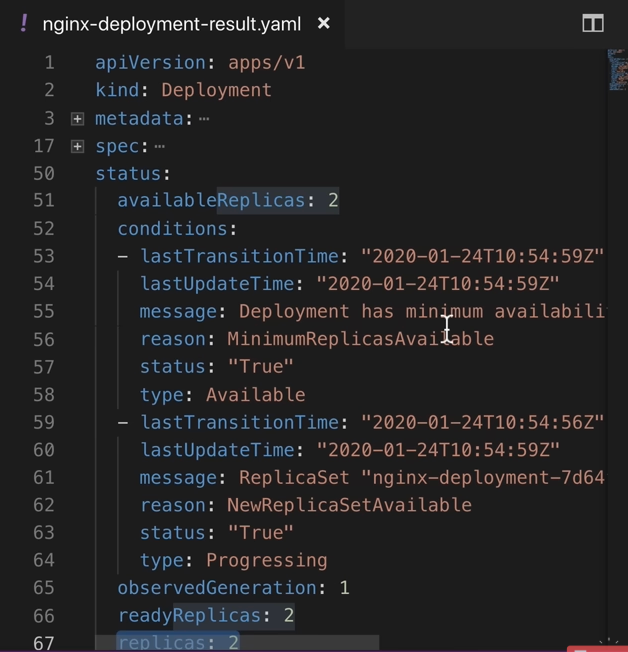 ! nginx-deployment-result.yaml ×
1 apiVersion: apps/v1
2 kind: Deployment
3 metadata: ⋯
17 spec: ⋯
50 status:
51 availableReplicas: 2
52 conditions:
53 - lastTransitionTime: "2020-01-24T10:54:59Z"
54 lastUpdateTime: "2020-01-24T10:54:59Z"
55 message: Deployment has minimum availabili
56 reason: MinimumReplicasAvailable
57 status: "True"
58 type: Available
59 - lastTransitionTime: "2020-01-24T10:54:56Z"
60 lastUpdateTime: "2020-01-24T10:54:59Z"
61 message: ReplicaSet "nginx-deployment-7d64
62 reason: NewReplicaSetAvailable
63 status: "True"
64 type: Progressing
65 observedGeneration: 1
66 readyReplicas: 2
67 replicas: 2